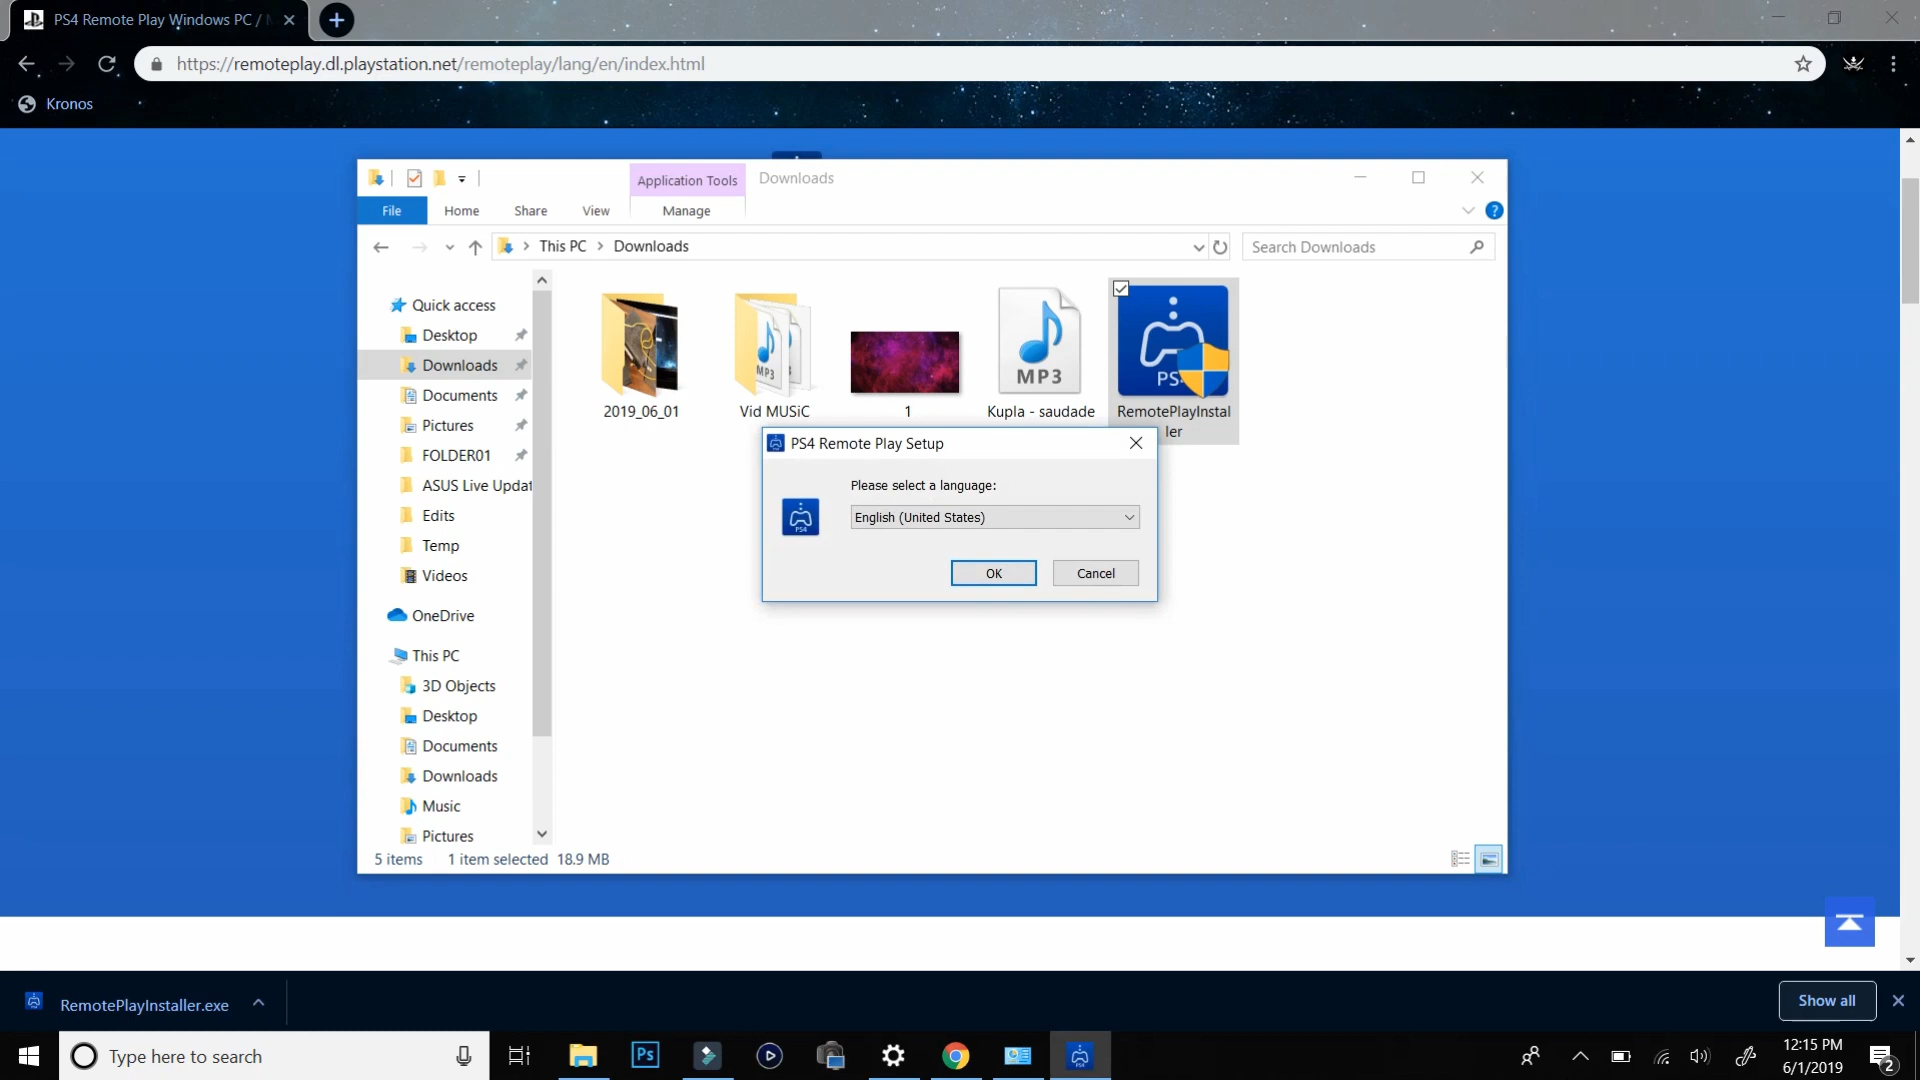 PS4 Remote Play Windows PC /
https://remoteplay.dl.playstation.net/remoteplay/lang/en/index.html
Kronos
Application Tools
Downloads
File
Home
Share
View
Manage
This PC
Downloads
Search Downloads
Quick access
Desktop
Downloads
Documents
Pictures
FOLDER01
ASUS Live Updat
Edits
Temp
Videos
OneDrive
This PC
3D Objects
Desktop
Documents
Downloads
Music
Pictures
MP3
MP3
PS4
2019_06_01
Vid MUSiC
1
Kupla - saudade
RemotePlayInstal
ler
PS4 Remote Play Setup
Please select a language:
PS4
English (United States)
OK
Cancel
5 items
1 item selected
18.9 MB
RemotePlayInstaller.exe
Show all
Type here to search
Ps
12:15 PM
6/1/2019
2